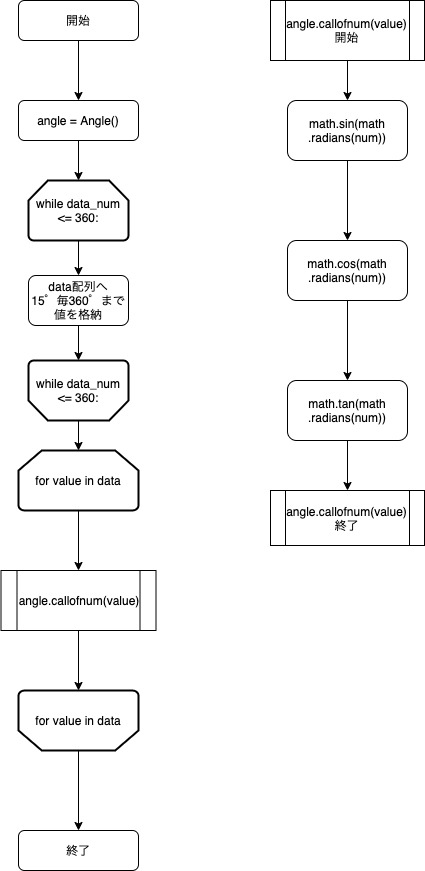 開始
angle = Angle()
while data_num
<= 360:
data配列へ
15°毎360°まで
値を格納
while data_num
<= 360:
for value in data
angle.callofnum(value)
for value in data
終了
angle.callofnum(value)
開始
math.sin(math
.radians(num))
math.cos(math
.radians(num))
math.tan(math
.radians(num))
angle.callofnum(value)
終了